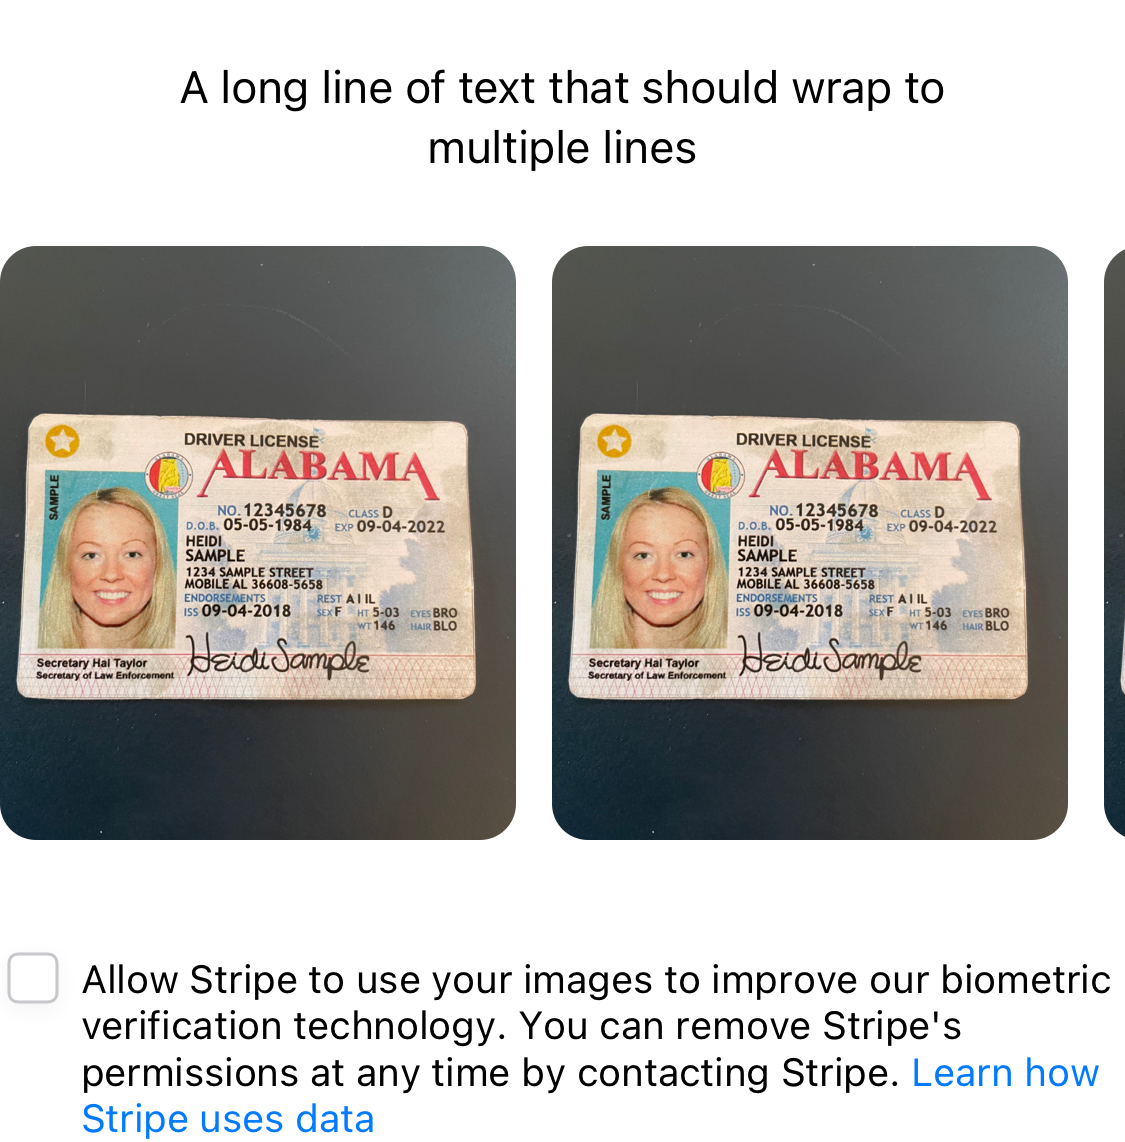 A long line of text that should wrap to
multiple lines
DRIVER LICENSE
ALABAMA
SAMPLE
NO. 12345678 CLASS D
D.O.B. 05-05-1984 EXP 09-04-2022
HEIDI
SAMPLE
1234 SAMPLE STREET
MOBILE AL 36608-5658
ENDORSEMENTS REST A I IL
ISS 09-04-2018 SEX F HT 5-03 EYES BRO
WT 146 HAIR BLO
Heidi Sample
Secretary Hal Taylor
Secretary of Law Enforcement
DRIVER LICENSE
ALABAMA
SAMPLE
NO. 12345678 CLASS D
D.O.B. 05-05-1984 EXP 09-04-2022
HEIDI
SAMPLE
1234 SAMPLE STREET
MOBILE AL 36608-5658
ENDORSEMENTS REST A I IL
ISS 09-04-2018 SEX F HT 5-03 EYES BRO
WT 146 HAIR BLO
Heidi Sample
Secretary Hal Taylor
Secretary of Law Enforcement
Allow Stripe to use your images to improve our biometric
verification technology. You can remove Stripe's
permissions at any time by contacting Stripe. Learn how
Stripe uses data